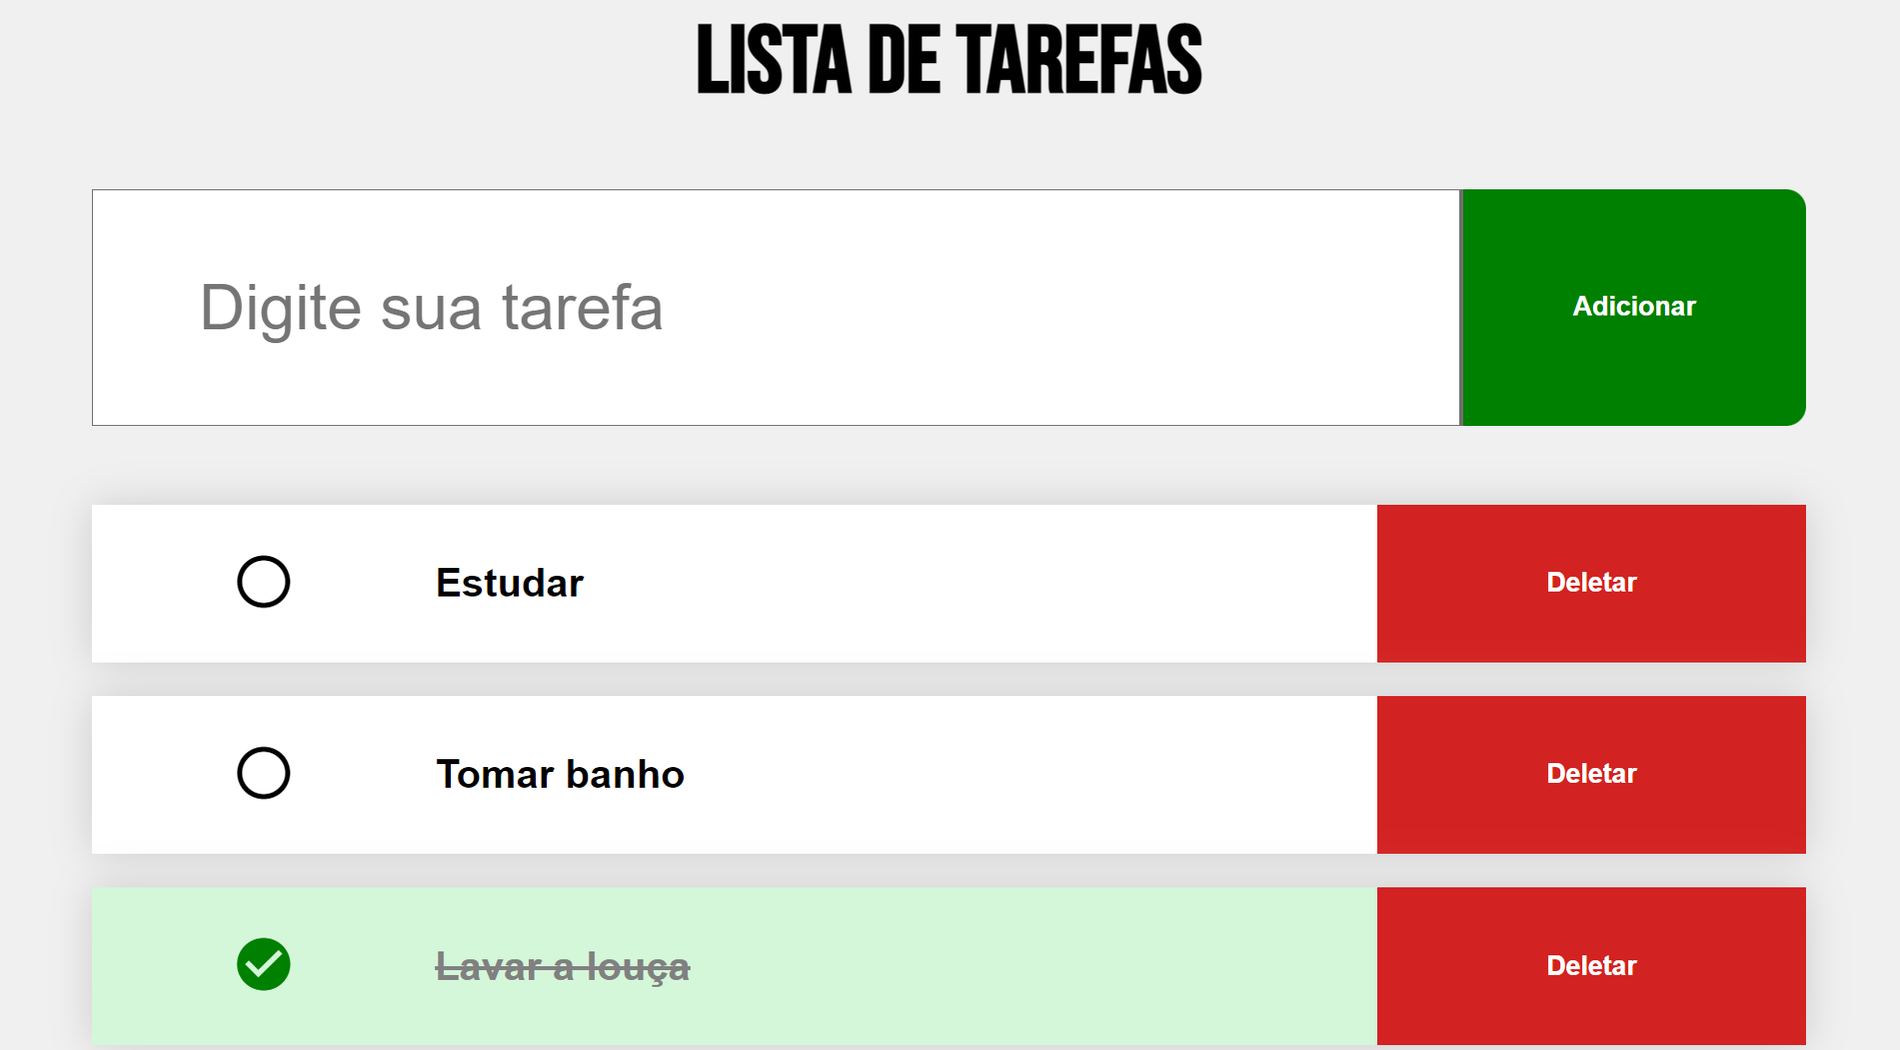 LISTA DE TAREFAS
Digite sua tarefa
Adicionar
Estudar
Deletar
Tomar banho
Deletar
Lavar a louça
Deletar